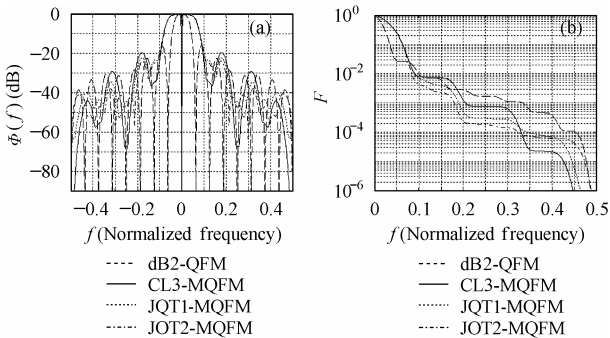 (a)
0
−20
−40
−60
−80
Φ(f) (dB)
−0.4 −0.2 0 0.2 0.4
f(Normalized frequency)
dB2-QFM
CL3-MQFM
JQT1-MQFM
JOT2-MQFM
(b)
10⁰
10⁻²
10⁻⁴
10⁻⁶
F
0 0.1 0.2 0.3 0.4 0.5
f(Normalized frequency)
dB2-QFM
CL3-MQFM
JQT1-MQFM
JOT2-MQFM